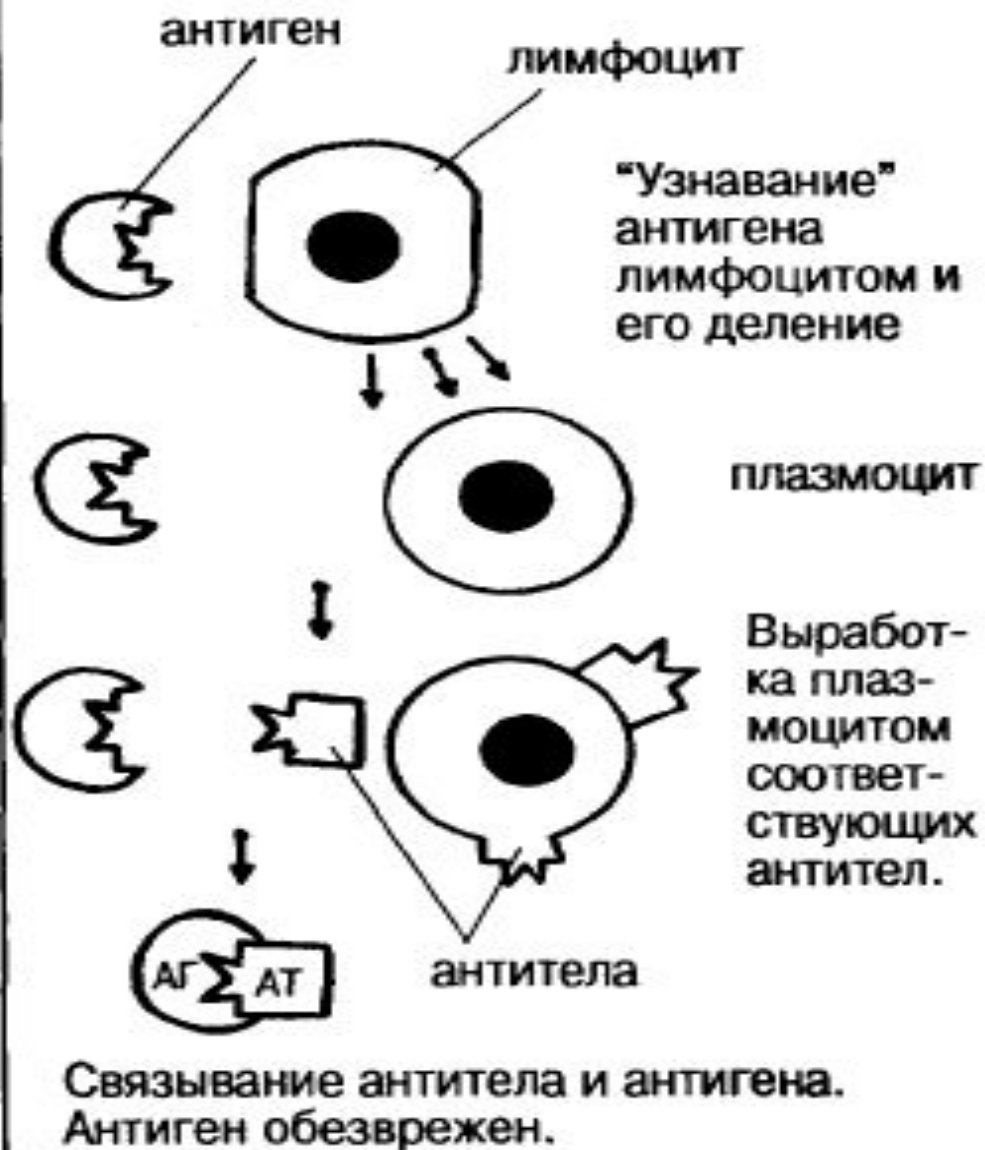 антиген
лимфоцит
“Узнавание”
антигена
лимфоцитом и
его деление
плазмоцит
Выработ-
ка плаз-
моцитом
соответ-
ствующих
антител.
антитела
АГ АТ
Связывание антитела и антигена.
Антиген обезврежен.